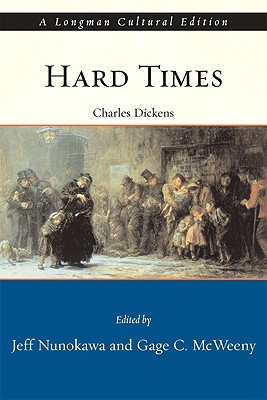 A Longman Cultural Edition
HARD TIMES
Charles Dickens
Edited by
Jeff Nunokawa and Gage C. McWeeny